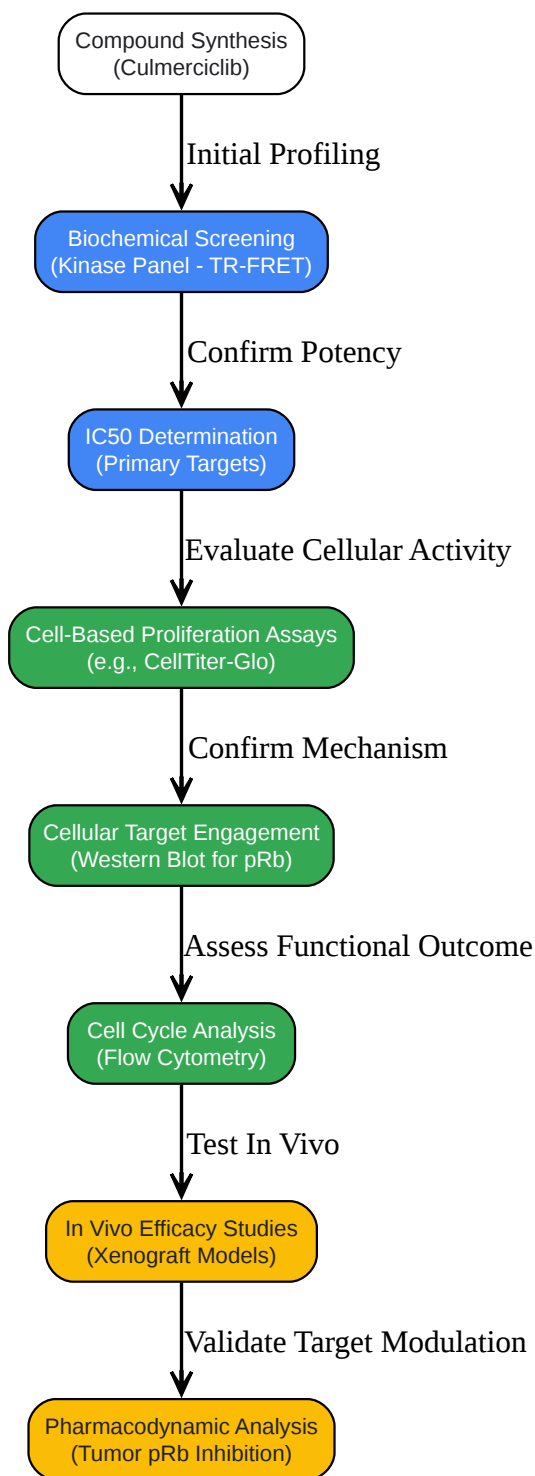 Compound Synthesis
(Culmerciclib)
Initial Profiling
Biochemical Screening
(Kinase Panel - TR-FRET)
Confirm Potency
IC50 Determination
(Primary Targets)
Evaluate Cellular Activity
Cell-Based Proliferation Assays
(e.g., CellTiter-Glo)
Confirm Mechanism
Cellular Target Engagement
(Western Blot for pRb)
Assess Functional Outcome
Cell Cycle Analysis
(Flow Cytometry)
Test In Vivo
In Vivo Efficacy Studies
(Xenograft Models)
Validate Target Modulation
Pharmacodynamic Analysis
(Tumor pRb Inhibition)